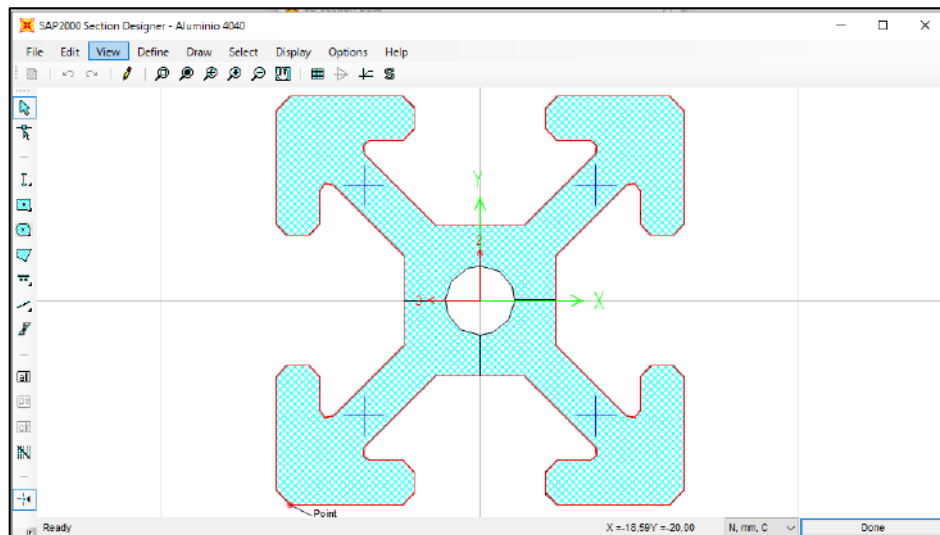 SAP2000 Section Designer - Aluminio 4040
File Edit View Define Draw Select Display Options Help
Y
2
3
X
Point
Ready
X =-18,59Y =-20,00
N, mm, C
Done